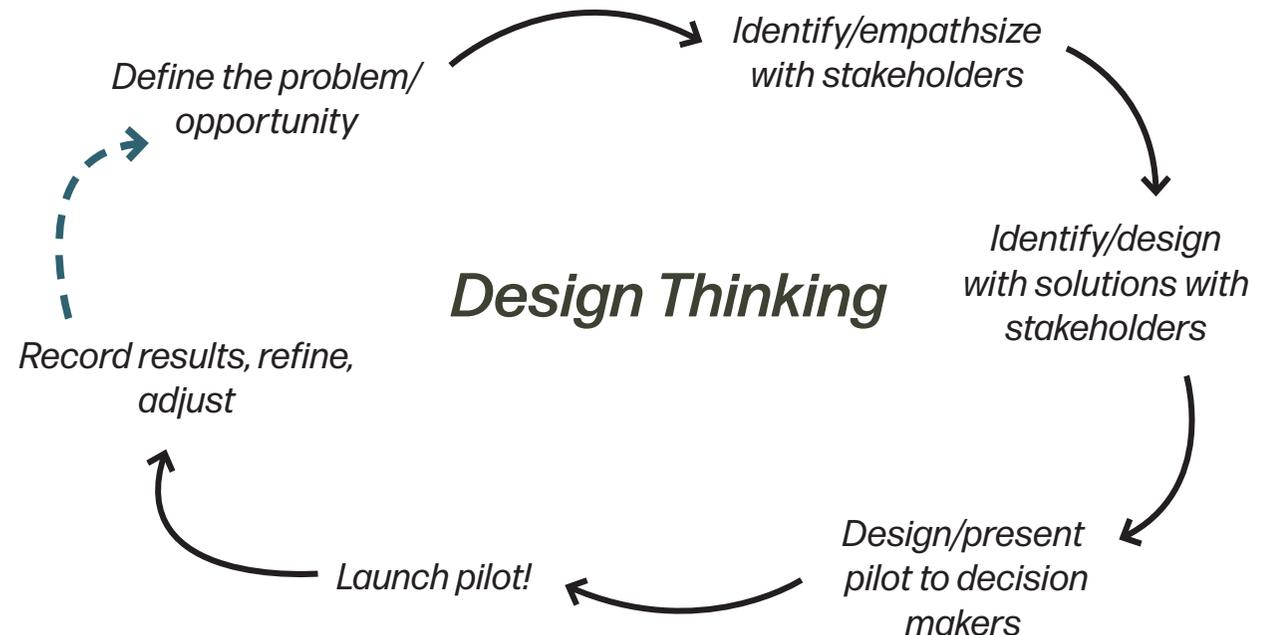 Define the problem/
opportunity
Identify/empathsize
with stakeholders
Identify/design
with solutions with
stakeholders
Design/present
pilot to decision
makers
Launch pilot!
Record results, refine,
adjust
Design Thinking